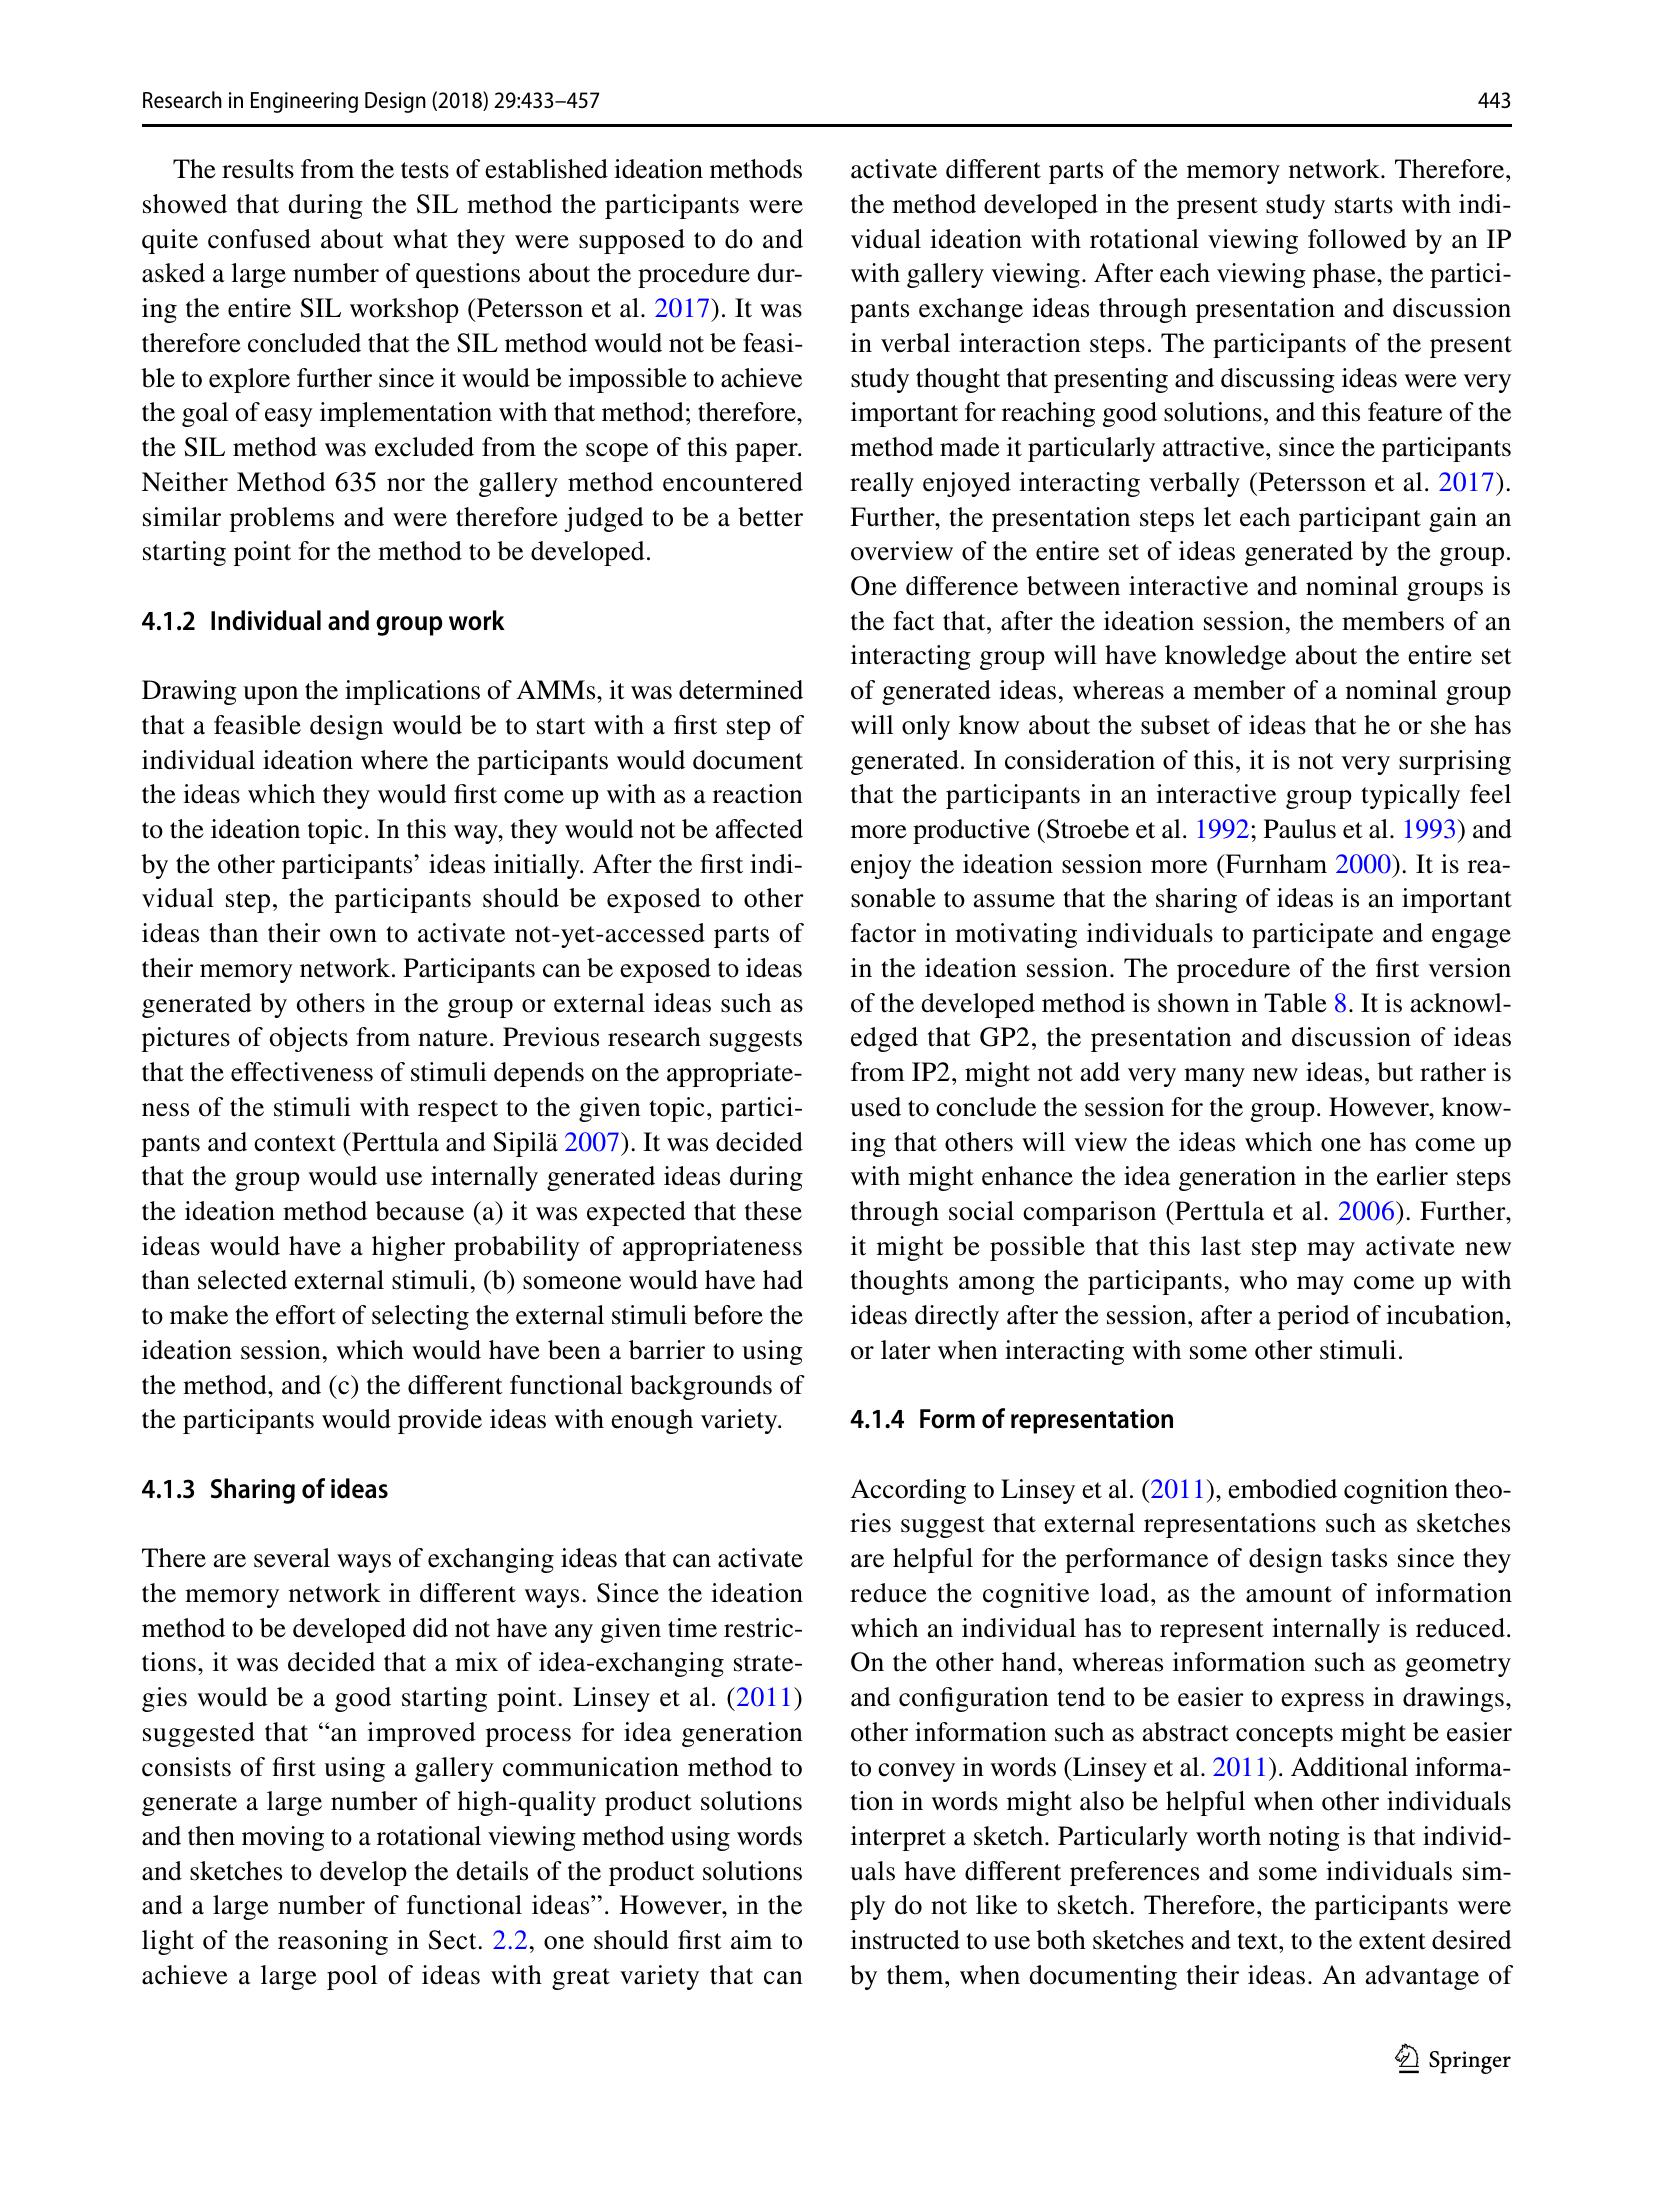 Research in Engineering Design (2018) 29:433–457
443
The results from the tests of established ideation methods
showed that during the SIL method the participants were
quite confused about what they were supposed to do and
asked a large number of questions about the procedure dur-
ing the entire SIL workshop (Petersson et al. 2017). It was
therefore concluded that the SIL method would not be feasi-
ble to explore further since it would be impossible to achieve
the goal of easy implementation with that method; therefore,
the SIL method was excluded from the scope of this paper.
Neither Method 635 nor the gallery method encountered
similar problems and were therefore judged to be a better
starting point for the method to be developed.
4.1.2 Individual and group work
Drawing upon the implications of AMMs, it was determined
that a feasible design would be to start with a first step of
individual ideation where the participants would document
the ideas which they would first come up with as a reaction
to the ideation topic. In this way, they would not be affected
by the other participants’ ideas initially. After the first indi-
vidual step, the participants should be exposed to other
ideas than their own to activate not-yet-accessed parts of
their memory network. Participants can be exposed to ideas
generated by others in the group or external ideas such as
pictures of objects from nature. Previous research suggests
that the effectiveness of stimuli depends on the appropriate-
ness of the stimuli with respect to the given topic, partici-
pants and context (Perttula and Sipilä 2007). It was decided
that the group would use internally generated ideas during
the ideation method because (a) it was expected that these
ideas would have a higher probability of appropriateness
than selected external stimuli, (b) someone would have had
to make the effort of selecting the external stimuli before the
ideation session, which would have been a barrier to using
the method, and (c) the different functional backgrounds of
the participants would provide ideas with enough variety.
4.1.3 Sharing of ideas
There are several ways of exchanging ideas that can activate
the memory network in different ways. Since the ideation
method to be developed did not have any given time restric-
tions, it was decided that a mix of idea-exchanging strate-
gies would be a good starting point. Linsey et al. (2011)
suggested that “an improved process for idea generation
consists of first using a gallery communication method to
generate a large number of high-quality product solutions
and then moving to a rotational viewing method using words
and sketches to develop the details of the product solutions
and a large number of functional ideas”. However, in the
light of the reasoning in Sect. 2.2, one should first aim to
achieve a large pool of ideas with great variety that can
activate different parts of the memory network. Therefore,
the method developed in the present study starts with indi-
vidual ideation with rotational viewing followed by an IP
with gallery viewing. After each viewing phase, the partici-
pants exchange ideas through presentation and discussion
in verbal interaction steps. The participants of the present
study thought that presenting and discussing ideas were very
important for reaching good solutions, and this feature of the
method made it particularly attractive, since the participants
really enjoyed interacting verbally (Petersson et al. 2017).
Further, the presentation steps let each participant gain an
overview of the entire set of ideas generated by the group.
One difference between interactive and nominal groups is
the fact that, after the ideation session, the members of an
interacting group will have knowledge about the entire set
of generated ideas, whereas a member of a nominal group
will only know about the subset of ideas that he or she has
generated. In consideration of this, it is not very surprising
that the participants in an interactive group typically feel
more productive (Stroebe et al. 1992; Paulus et al. 1993) and
enjoy the ideation session more (Furnham 2000). It is rea-
sonable to assume that the sharing of ideas is an important
factor in motivating individuals to participate and engage
in the ideation session. The procedure of the first version
of the developed method is shown in Table 8. It is acknowl-
edged that GP2, the presentation and discussion of ideas
from IP2, might not add very many new ideas, but rather is
used to conclude the session for the group. However, know-
ing that others will view the ideas which one has come up
with might enhance the idea generation in the earlier steps
through social comparison (Perttula et al. 2006). Further,
it might be possible that this last step may activate new
thoughts among the participants, who may come up with
ideas directly after the session, after a period of incubation,
or later when interacting with some other stimuli.
4.1.4 Form of representation
According to Linsey et al. (2011), embodied cognition theo-
ries suggest that external representations such as sketches
are helpful for the performance of design tasks since they
reduce the cognitive load, as the amount of information
which an individual has to represent internally is reduced.
On the other hand, whereas information such as geometry
and configuration tend to be easier to express in drawings,
other information such as abstract concepts might be easier
to convey in words (Linsey et al. 2011). Additional informa-
tion in words might also be helpful when other individuals
interpret a sketch. Particularly worth noting is that individ-
uals have different preferences and some individuals sim-
ply do not like to sketch. Therefore, the participants were
instructed to use both sketches and text, to the extent desired
by them, when documenting their ideas. An advantage of
Springer